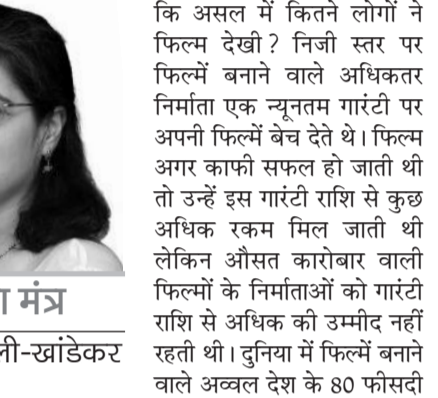 कि असल में कितने लोगों ने
फिल्म देखी? निजी स्तर पर
फिल्में बनाने वाले अधिकतर
निर्माता एक न्यूनतम गारंटी पर
अपनी फिल्में बेच देते थे। फिल्म
अगर काफी सफल हो जाती थी
तो उन्हें इस गारंटी राशि से कुछ
अधिक रकम मिल जाती थी
लेकिन औसत कारोबार वाली
फिल्मों के निर्माताओं को गारंटी
राशि से अधिक की उम्मीद नहीं
रहती थी। दुनिया में फिल्में बनाने
वाले अव्वल देश के 80 फीसदी
मंत्र
खांडेकर